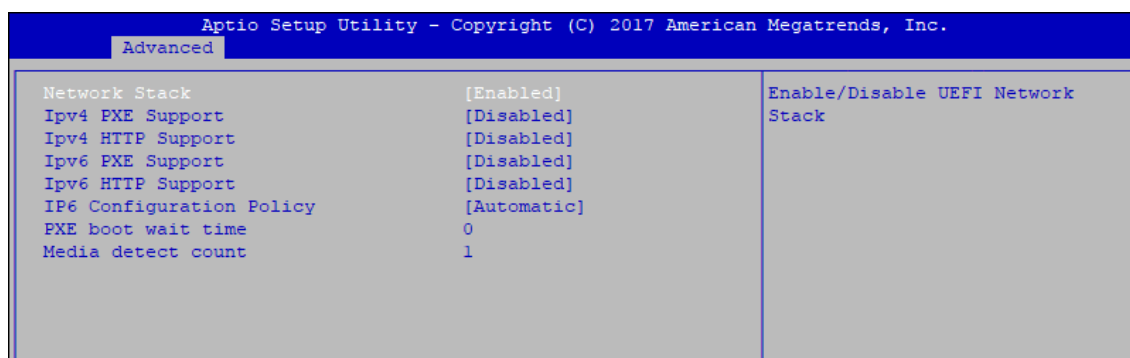 Aptio Setup Utility - Copyright (C) 2017 American Megatrends, Inc.
Advanced
Network Stack [Enabled]
Ipv4 PXE Support [Disabled]
Ipv4 HTTP Support [Disabled]
Ipv6 PXE Support [Disabled]
Ipv6 HTTP Support [Disabled]
IP6 Configuration Policy [Automatic]
PXE boot wait time 0
Media detect count 1
Enable/Disable UEFI Network
Stack